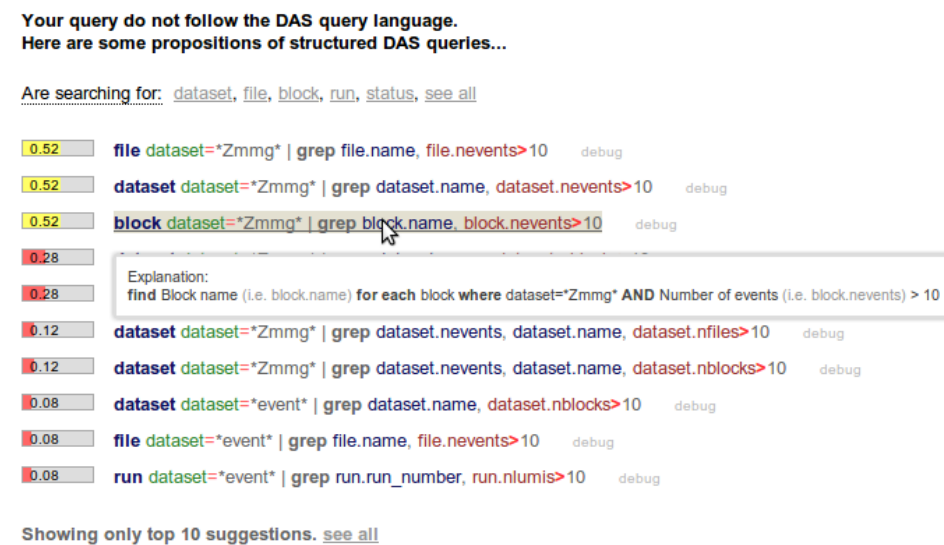 Your query do not follow the DAS query language.
Here are some propositions of structured DAS queries...
Are searching for: dataset, file, block, run, status, see all
0.52 file dataset=*Zmmg* | grep file.name, file.nevents>10 debug
0.52 dataset dataset=*Zmmg* | grep dataset.name, dataset.nevents>10 debug
0.52 block dataset=*Zmmg* | grep block.name, block.nevents>10 debug
0.28
Explanation:
0.28 find Block name (i.e. block.name) for each block where dataset=*Zmmg* AND Number of events (i.e. block.nevents) > 10
0.12 dataset dataset=*Zmmg* | grep dataset.nevents, dataset.name, dataset.nfiles>10 debug
0.12 dataset dataset=*Zmmg* | grep dataset.nevents, dataset.name, dataset.nblocks>10 debug
0.08 dataset dataset=*event* | grep dataset.name, dataset.nblocks>10 debug
0.08 file dataset=*event* | grep file.name, file.nevents>10 debug
0.08 run dataset=*event* | grep run.run_number, run.nlumis>10 debug
Showing only top 10 suggestions. see all